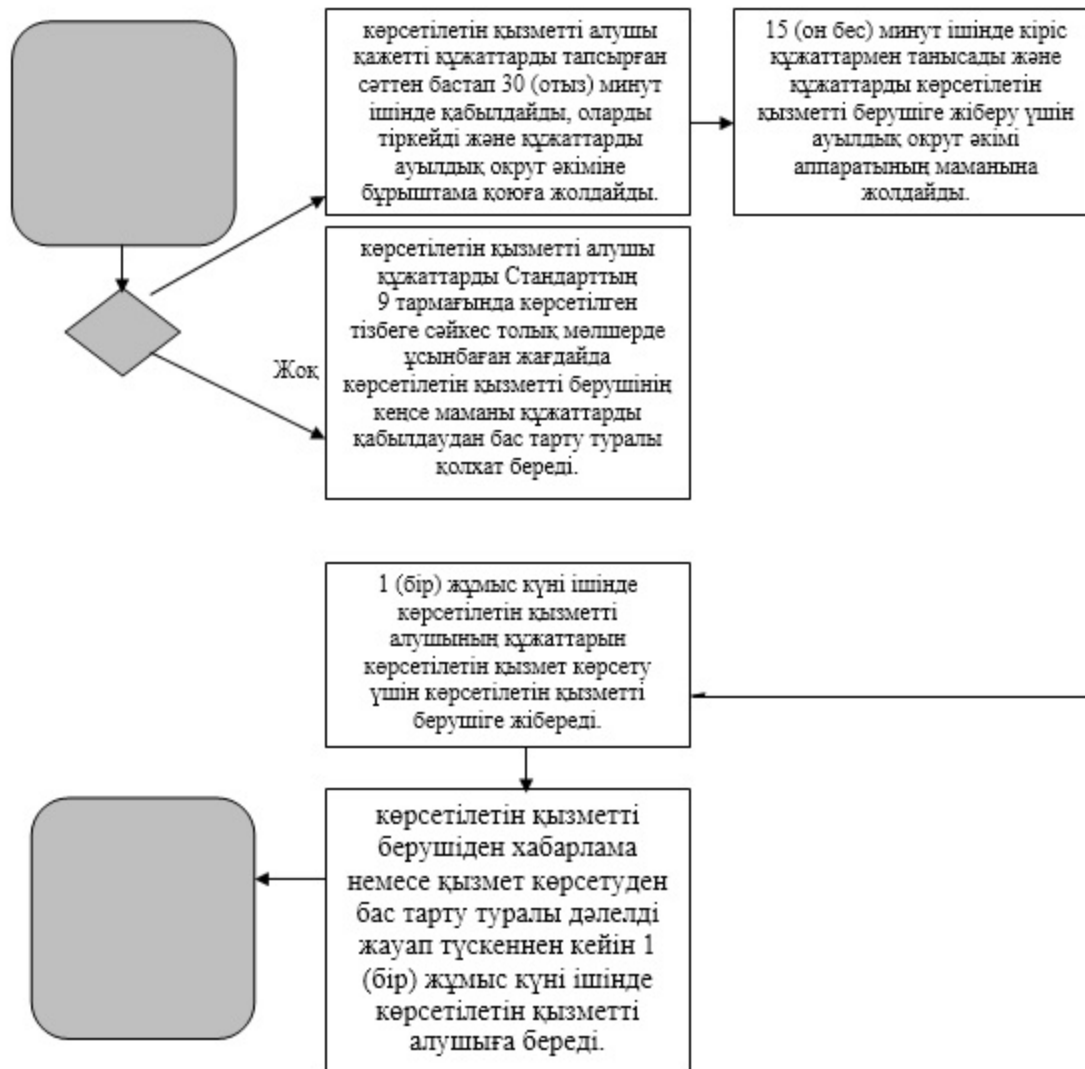 көрсетілетін қызметті алушы
қажетті құжаттарды тапсырған
сәттен бастап 30 (отыз) минут
ішінде қабылдайды, оларды
тіркейді және құжаттарды
ауылдық округ әкіміне
бұрыштама қоюға жолдайды.
15 (он бес) минут ішінде кіріс
құжаттармен танысады және
құжаттарды көрсетілетін
қызметті берушіге жіберу үшін
ауылдық округ әкімі
аппаратының маманына
жолдайды.
көрсетілетін қызметті алушы
құжаттарды Стандарттың
9 тармағында көрсетілген
тізбеге сәйкес толық мөлшерде
ұсынбаған жағдайда
көрсетілетін қызметті берушінің
кеңсе маманы құжаттарды
қабылдаудан бас тарту туралы
қолхат береді.
Жоқ
1 (бір) жұмыс күні ішінде
көрсетілетін қызметті
алушының құжаттарын
көрсетілетін қызмет көрсету
үшін көрсетілетін қызметті
берушіге жібереді.
көрсетілетін қызметті
берушіден хабарлама
немесе қызмет көрсетуден
бас тарту туралы дәлелді
жауап түскеннен кейін 1
(бір) жұмыс күні ішінде
көрсетілетін қызметті
алушыға береді.